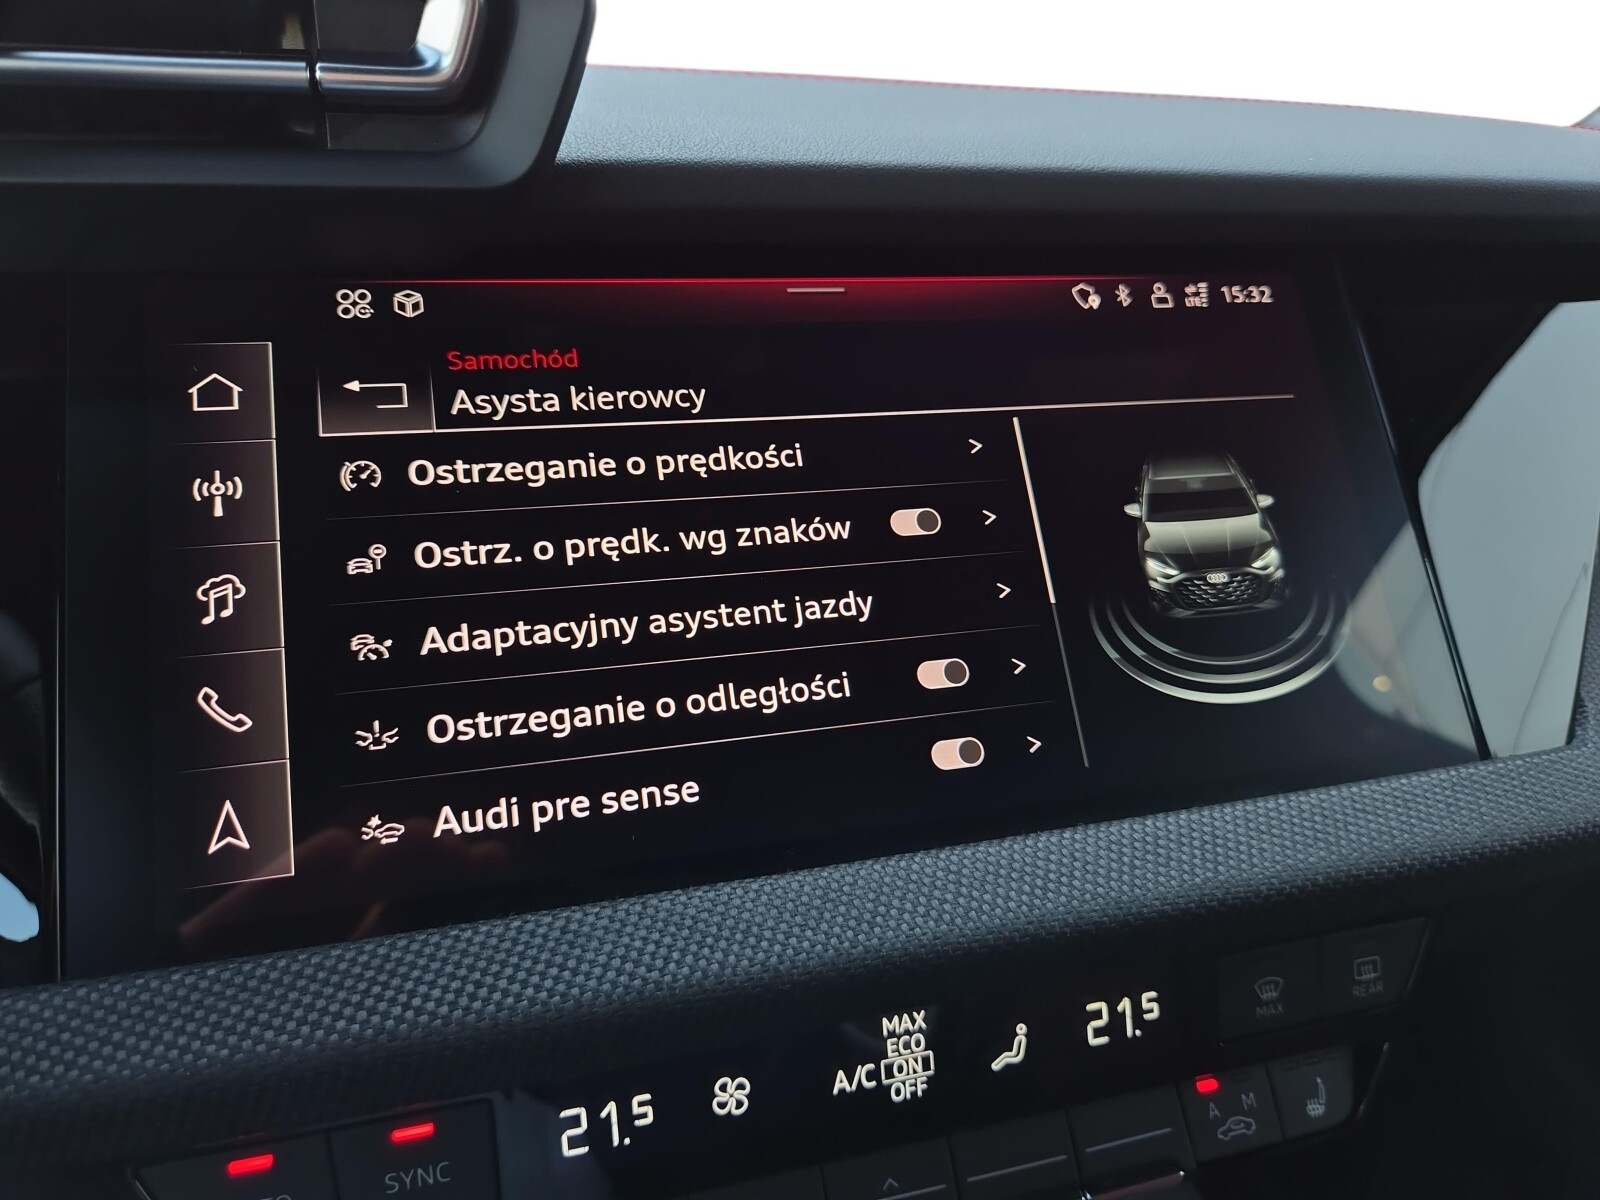 LTE 15:32
Samochód
Asysta kierowcy
Ostrzeganie o prędkości
Ostrz. o prędk. wg znaków
Adaptacyjny asystent jazdy
Ostrzeganie o odległości
Audi pre sense
MAX
ECO
A/C ON
OFF
21.5
21.5
MAX
REAR
SYNC
A M